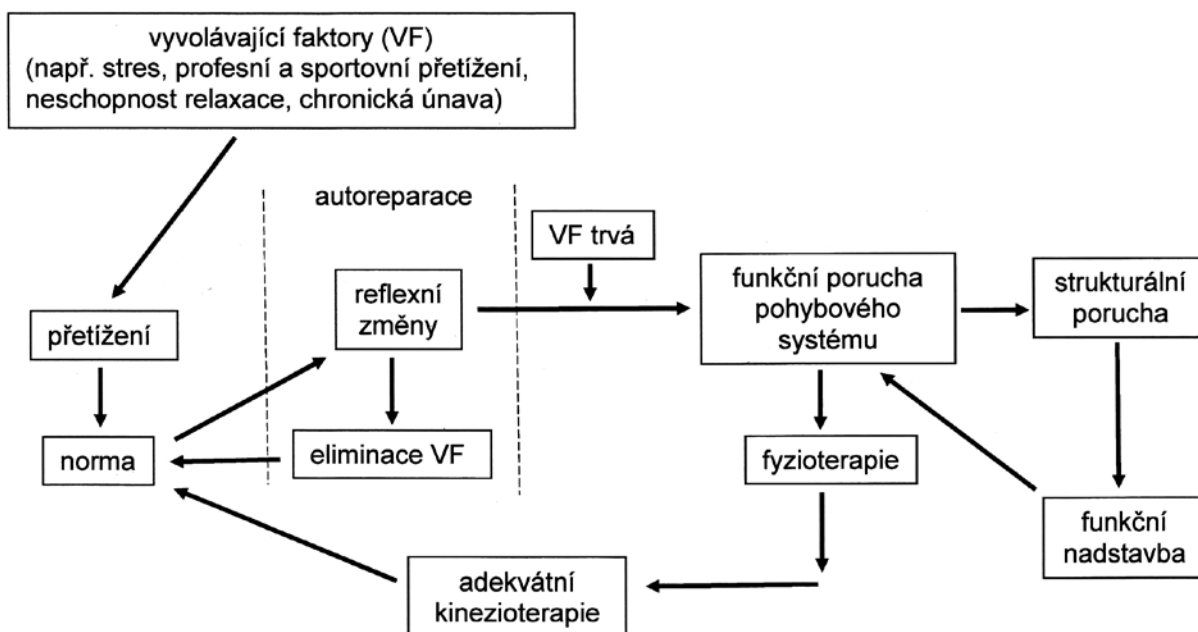 vyvolávající faktory (VF)
(např. stres, profesní a sportovní přetížení,
neschopnost relaxace, chronická únava)
autoreparace
VF trvá
přetížení
reflexní
změny
funkční porucha
pohybového
systému
strukturální
porucha
norma
eliminace VF
fyzioterapie
funkční
nadstavba
adekvátní
kinezioterapie